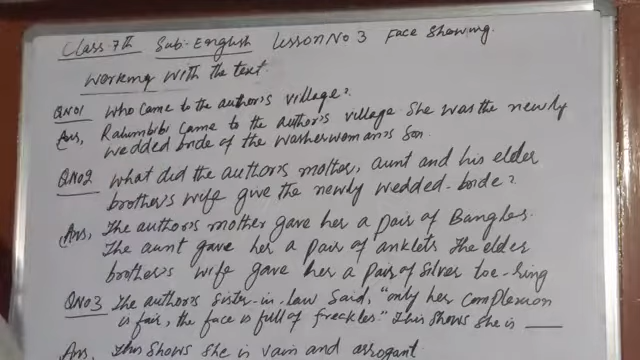 Class 7th Sub-English Lesson No 3 Face Showing.
Working with the text.
QNO1 Who came to the author's village?
Ans, Rahimbibi came to the author's village. She was the newly
wedded bride of the washerwoman's son.
QNO2 What did the author's mother, aunt and his elder
brother's wife give the newly wedded-bride?
Ans, The author's mother gave her a pair of Bangles.
The aunt gave her a pair of anklets The elder
brother's wife gave her a pair of silver toe-ring
QNO3 The author's sister-in-law said, "only her complexion
is fair, the face is full of freckles." This shows she is ____
Ans, This shows she is vain and arrogant